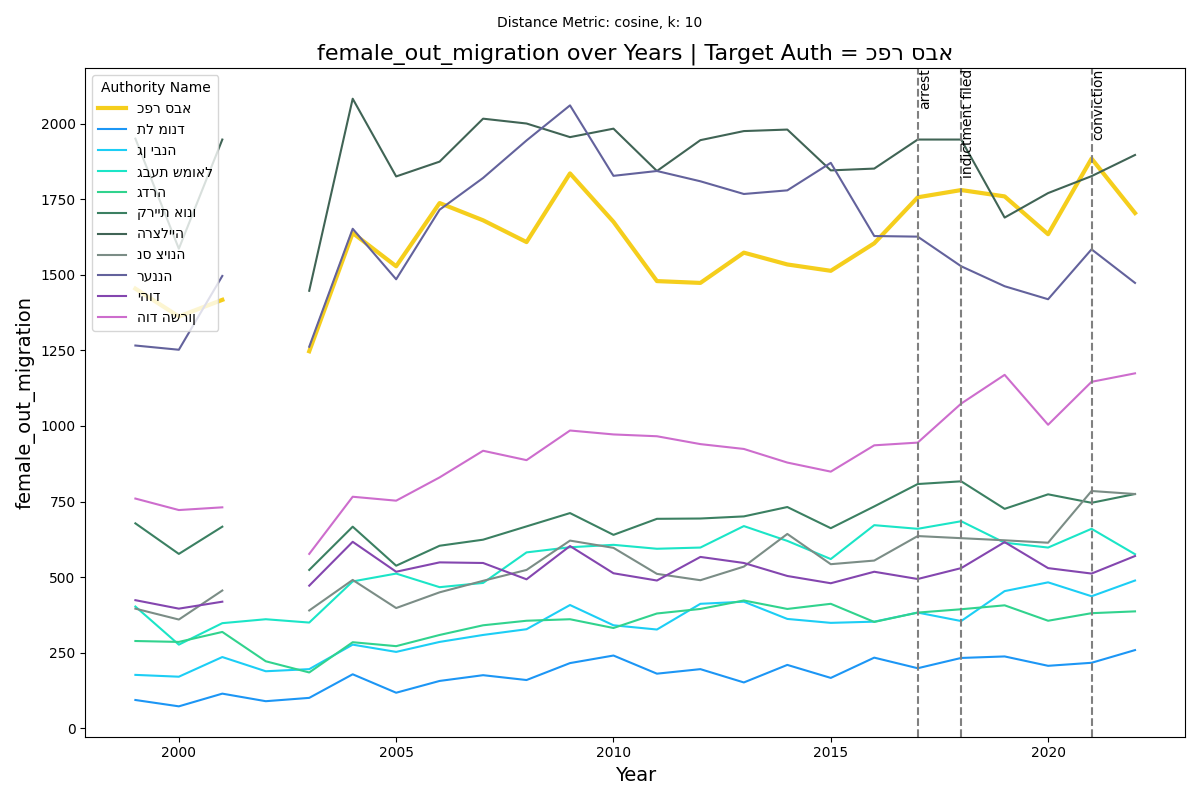 Distance Metric: cosine, k: 10
female_out_migration over Years | Target Auth = כפר סבא
Authority Name
כפר סבא
תל מונד
גן יבנה
גבעת שמואל
גדרה
קריית אונו
הרצלייה
נס ציונה
רעננה
יהוד
הוד השרון
arrest
indictment filed
conviction
female_out_migration
2000
1750
1500
1250
1000
750
500
250
0
2000 2005 2010 2015 2020
Year